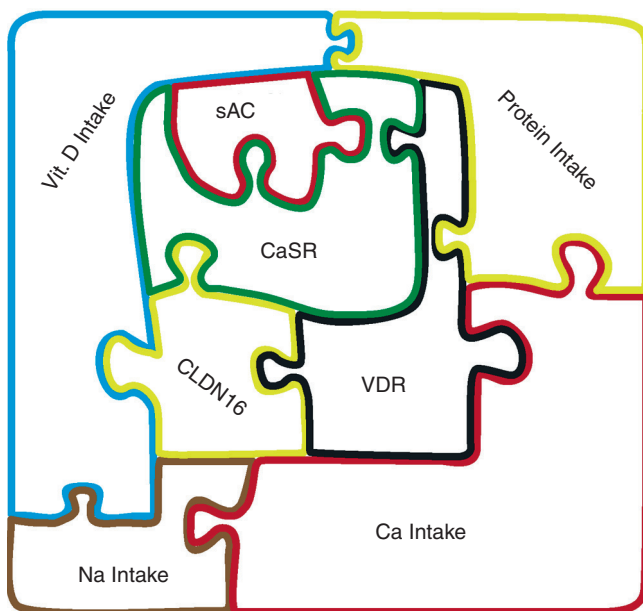 sAC
Vit. D Intake
Protein Intake
CaSR
CLDN16
VDR
Ca Intake
Na Intake